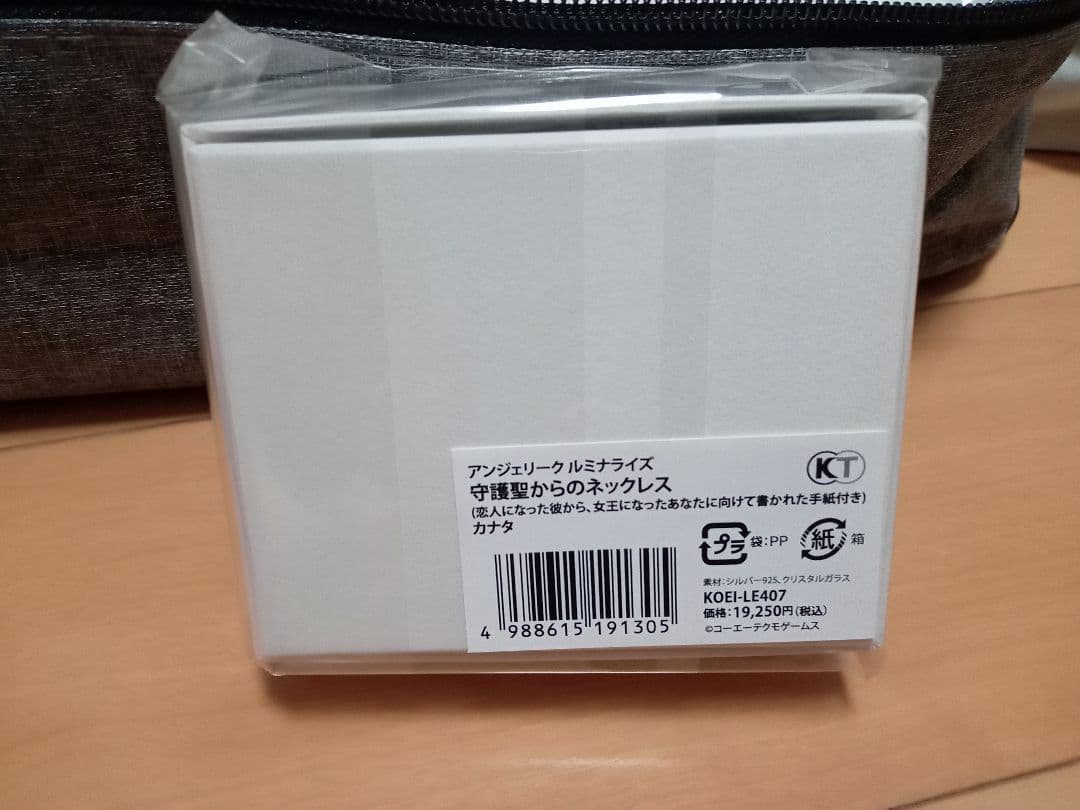 アンジェリーク ルミナライズ
KT
守護聖からのネックレス
(恋人になった彼から、女王になったあなたに向けて書かれた手紙付き)
カナタ
プラ 袋:PP 紙 箱
素材:シルバー925、クリスタルガラス
KOEI-LE407
価格:19,250円(税込)
©コーエーテクモゲームス
4 988615 191305